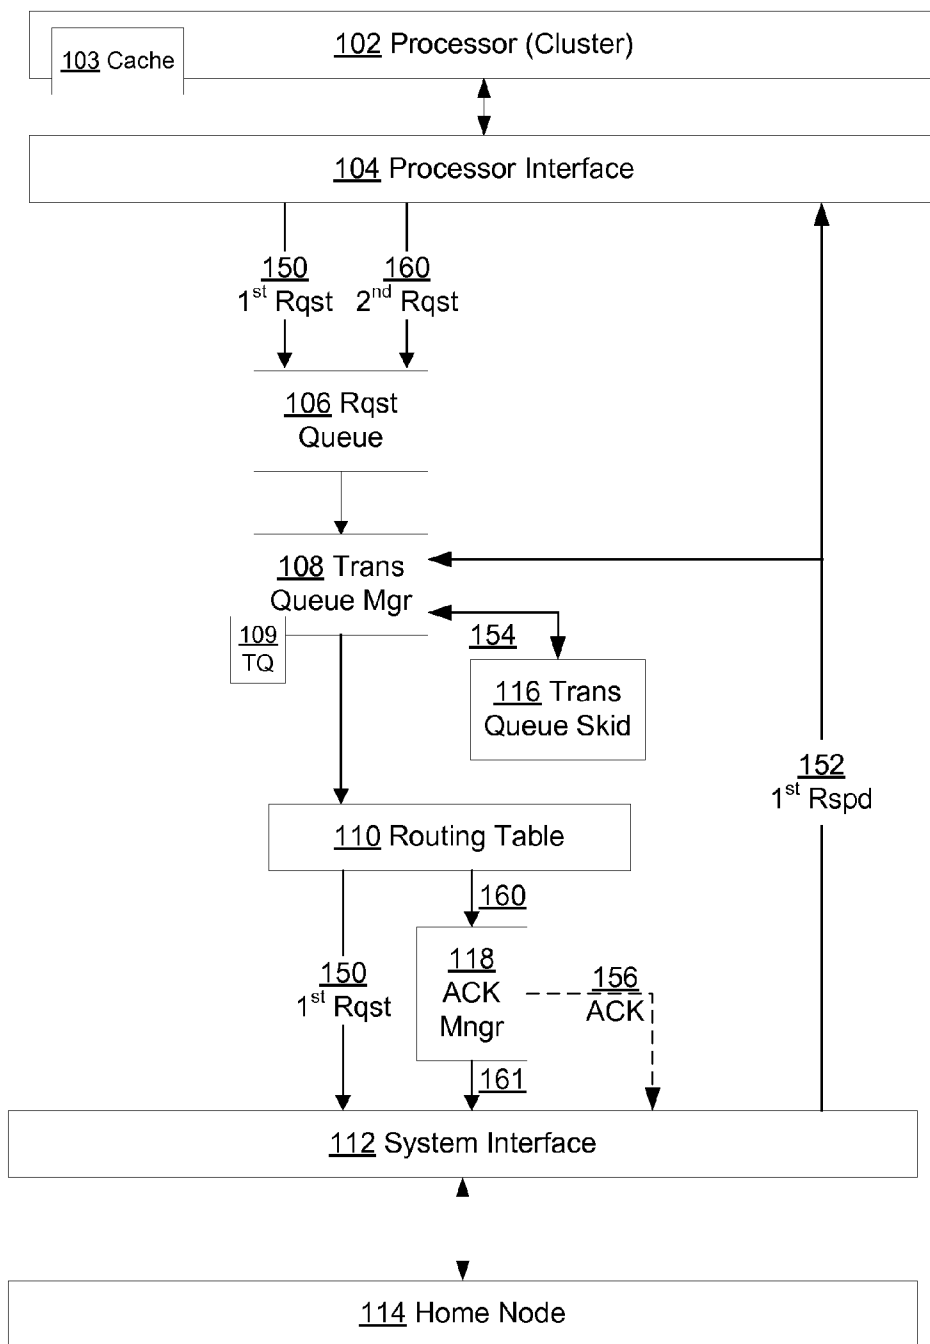 102 Processor (Cluster)
103 Cache
104 Processor Interface
150
1st Rqst
160
2nd Rqst
106 Rqst
Queue
108 Trans
Queue Mgr
109
TQ
154
116 Trans
Queue Skid
152
1st Rspd
110 Routing Table
160
150
1st Rqst
118
ACK
Mngr
156
ACK
161
112 System Interface
114 Home Node